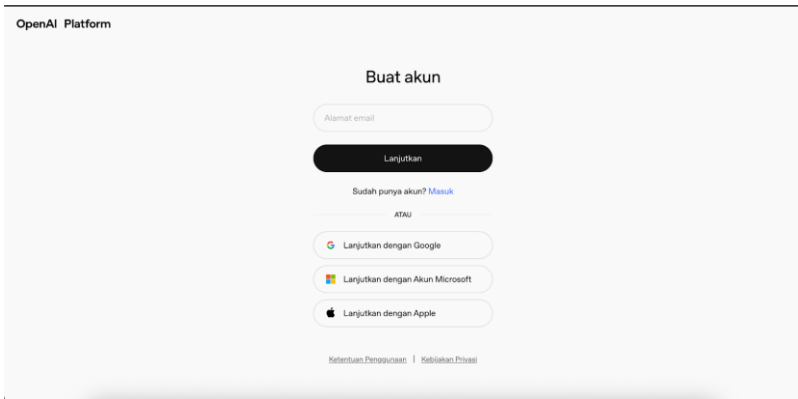 OpenAI Platform
Buat akun
Alamat email
Lanjutkan
Sudah punya akun? Masuk
ATAU
Lanjutkan dengan Google
Lanjutkan dengan Akun Microsoft
Lanjutkan dengan Apple
Ketentuan Penggunaan | Kebijakan Privasi